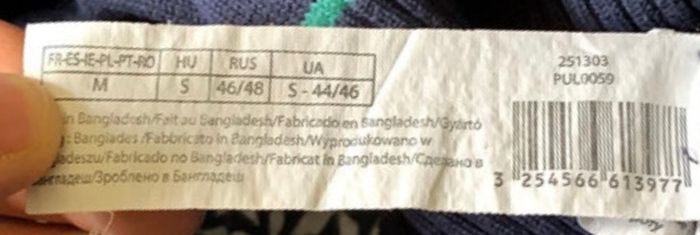 FR-ES-IE-PL-PT-RO HU RUS UA
M S 46/48 S - 44/46
in Bangladesh/Fait au Bangladesh/Fabricado en Bangladesh/Gyártó
Banglades /Fabbricato in Bangladesh/Wyprodukowano w
Bangladeszu/Fabricado no Bangladesh/Fabricat in Bangladesh/Сделано в
Бангладеш/Зроблено в Бангладеш
251303
PUL0059
3 254566 613977